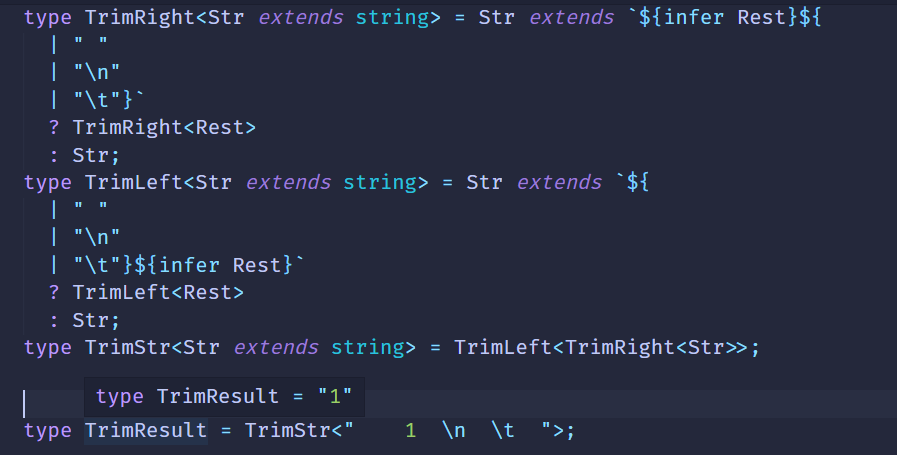 type TrimRight<Str extends string> = Str extends `${infer Rest}${
  | " "
  | "\n"
  | "\t"}`
  ? TrimRight<Rest>
  : Str;
type TrimLeft<Str extends string> = Str extends `${
  | " "
  | "\n"
  | "\t"}${infer Rest}`
  ? TrimLeft<Rest>
  : Str;
type TrimStr<Str extends string> = TrimLeft<TrimRight<Str>>;
type TrimResult = "1"
type TrimResult = TrimStr<"    1  \n  \t  ">;